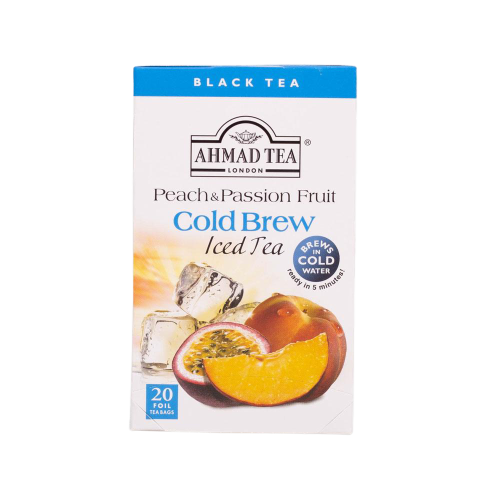 BLACK TEA
AHMAD TEA ®
LONDON
Peach & Passion Fruit
Cold Brew
Iced Tea
BREWS
IN
COLD
WATER
ready in 5 minutes!
20
FOIL
TEA BAGS